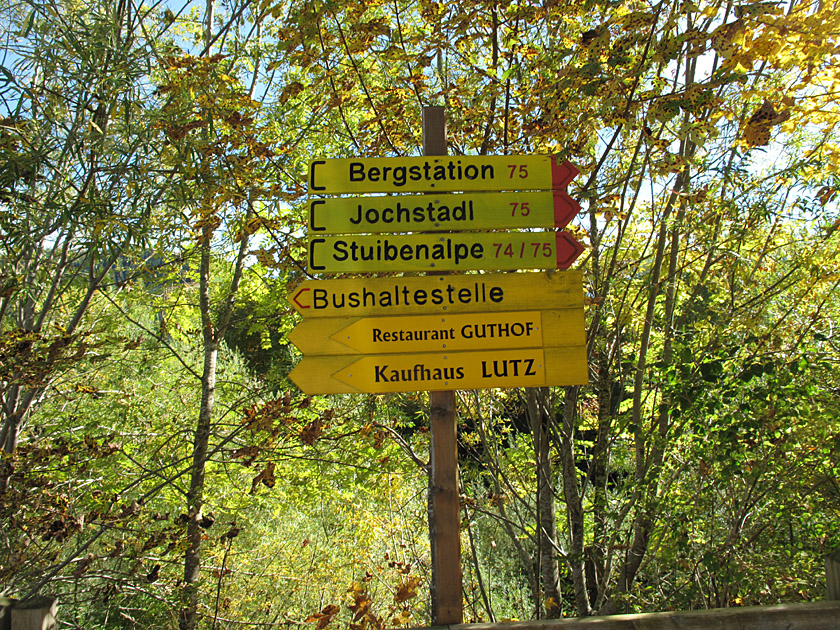 Bergstation 75
Jochstadl 75
Stuibenalpe 74 / 75
Bushaltestelle
Restaurant GUTHOF
Kaufhaus LUTZ